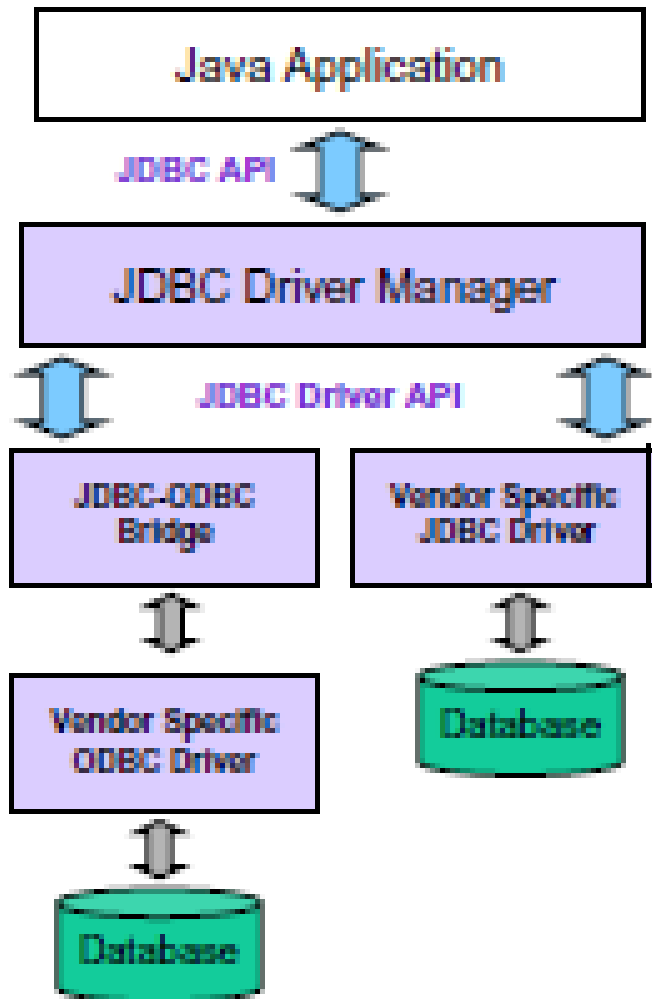 Java Application
JDBC API
JDBC Driver Manager
JDBC Driver API
JDBC-ODBC
Bridge
Vendor Specific
JDBC Driver
Vendor Specific
ODBC Driver
Database
Database